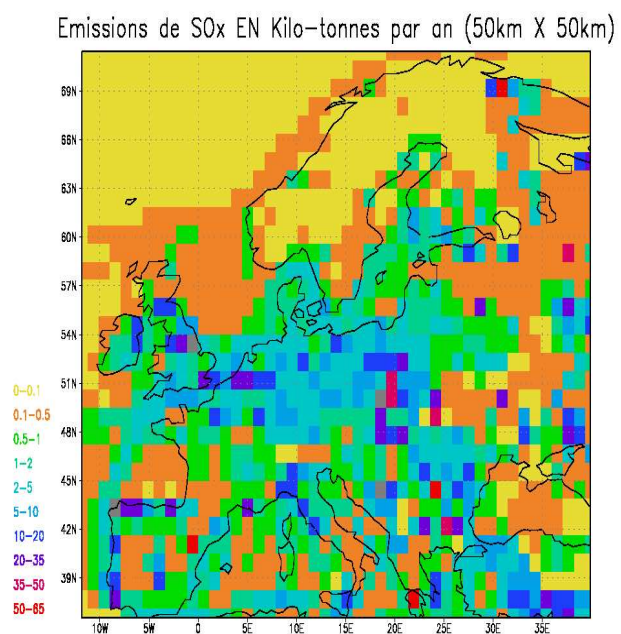 Emissions de SOx EN Kilo-tonnes par an (50km X 50km)
69N
66N
63N
60N
57N
54N
51N
48N
45N
42N
39N
0-0.1
0.1-0.5
0.5-1
1-2
2-5
5-10
10-20
20-35
35-50
50-65
10W 5W 0 5E 10E 15E 20E 25E 30E 35E